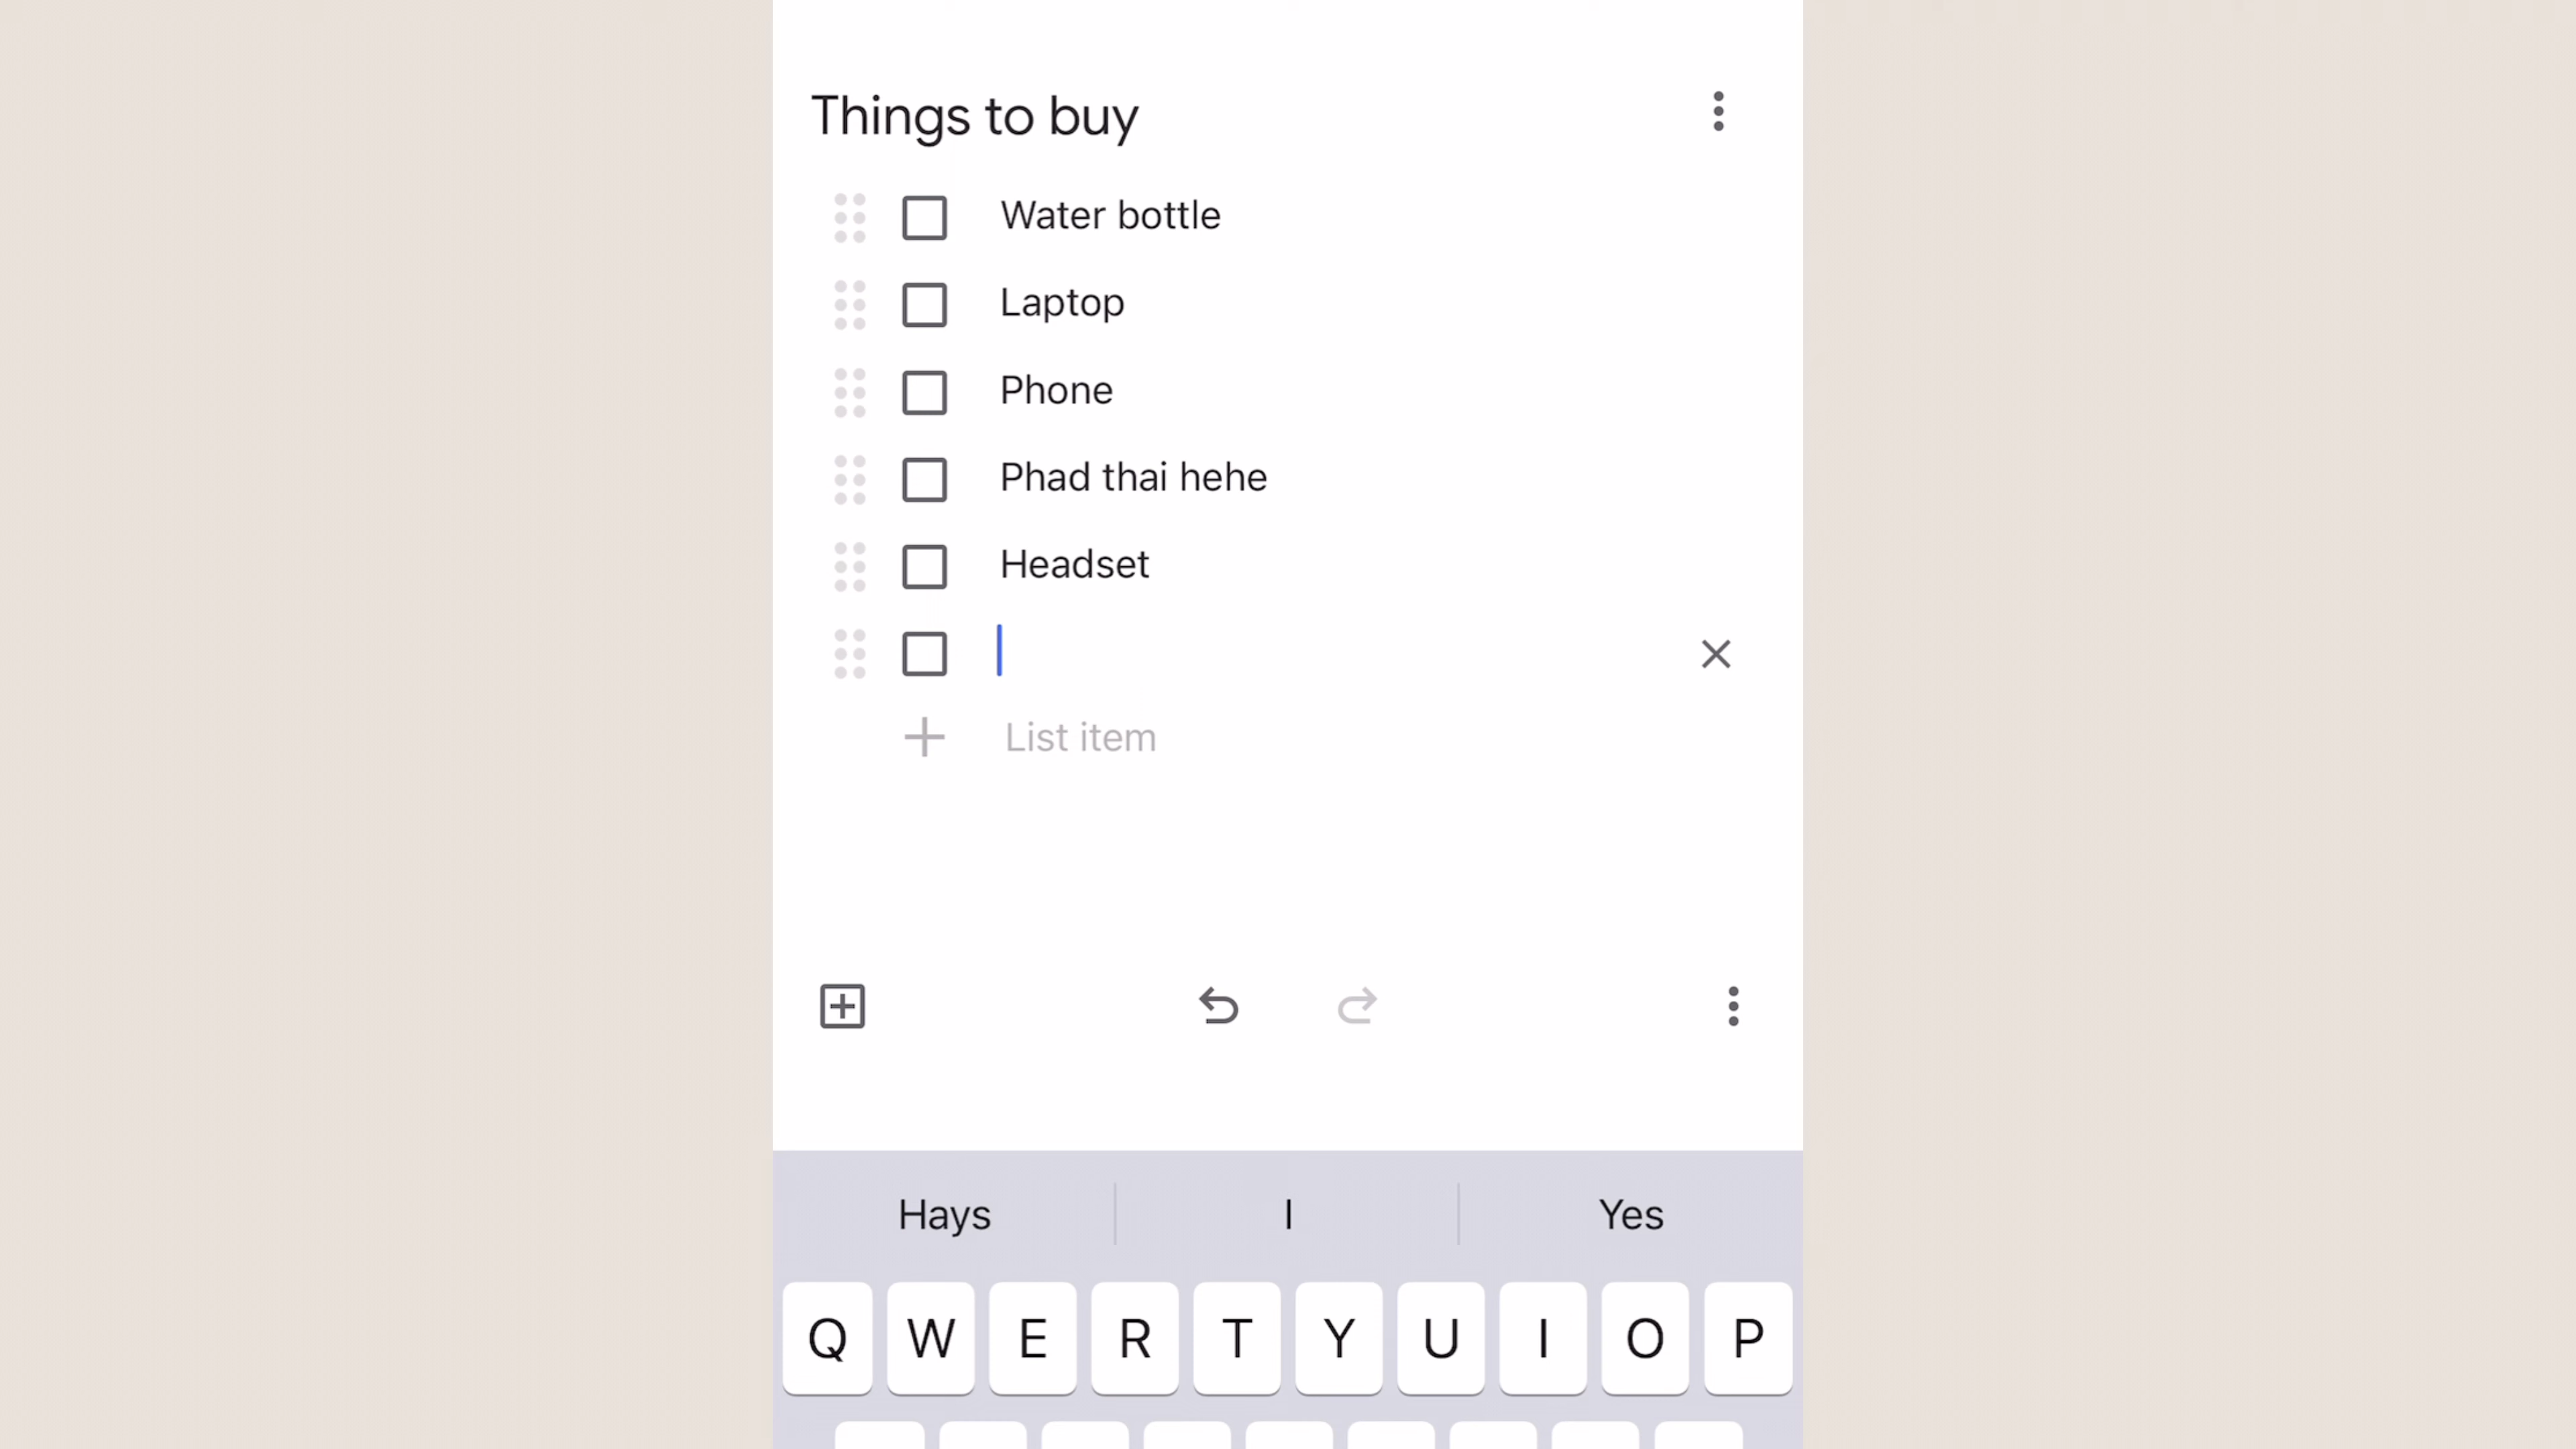 Things to buy
Water bottle
Laptop
Phone
Phad thai hehe
Headset
List item
Hays I Yes
Q W E R T Y U I O P